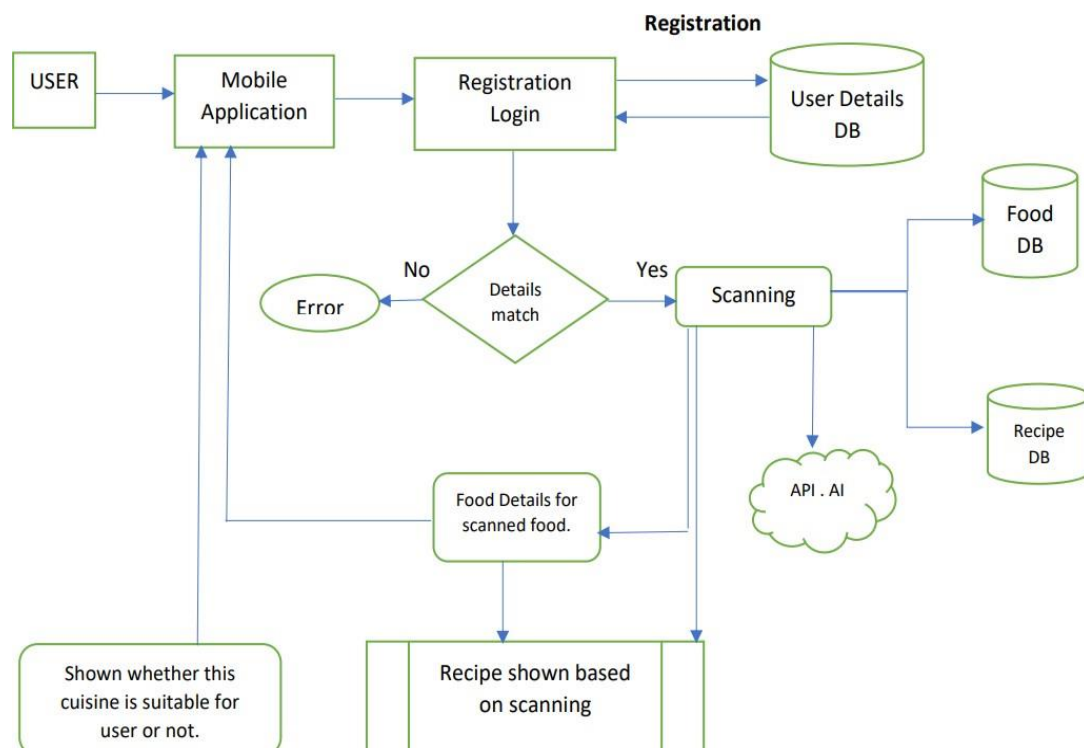 Registration
USER
Mobile
Application
Registration
Login
User Details
DB
Food
DB
No
Yes
Error
Details
match
Scanning
Recipe
DB
API . AI
Food Details for
scanned food.
Shown whether this
cuisine is suitable for
user or not.
Recipe shown based
on scanning